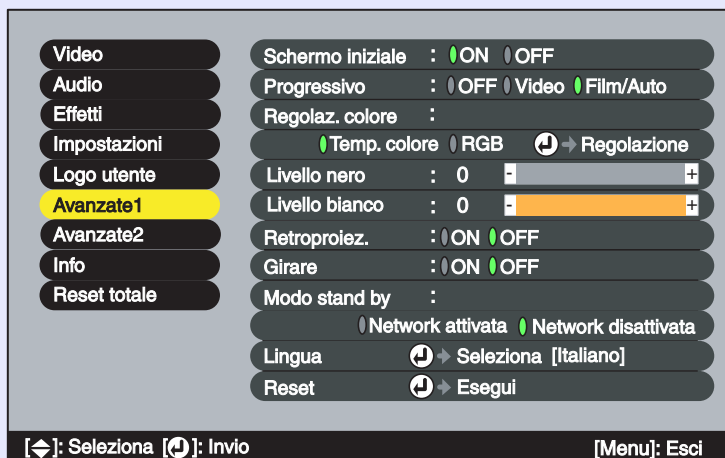 Video
Audio
Effetti
Impostazioni
Logo utente
Avanzate1
Avanzate2
Info
Reset totale
Schermo iniziale : ON OFF
Progressivo : OFF Video Film/Auto
Regolaz. colore :
Temp. colore RGB Regolazione
Livello nero : 0 - +
Livello bianco : 0 - +
Retroproiez. : ON OFF
Girare : ON OFF
Modo stand by :
Network attivata Network disattivata
Lingua Seleziona [Italiano]
Reset Esegui
[ ]: Seleziona [ ]: Invio [Menu]: Esci